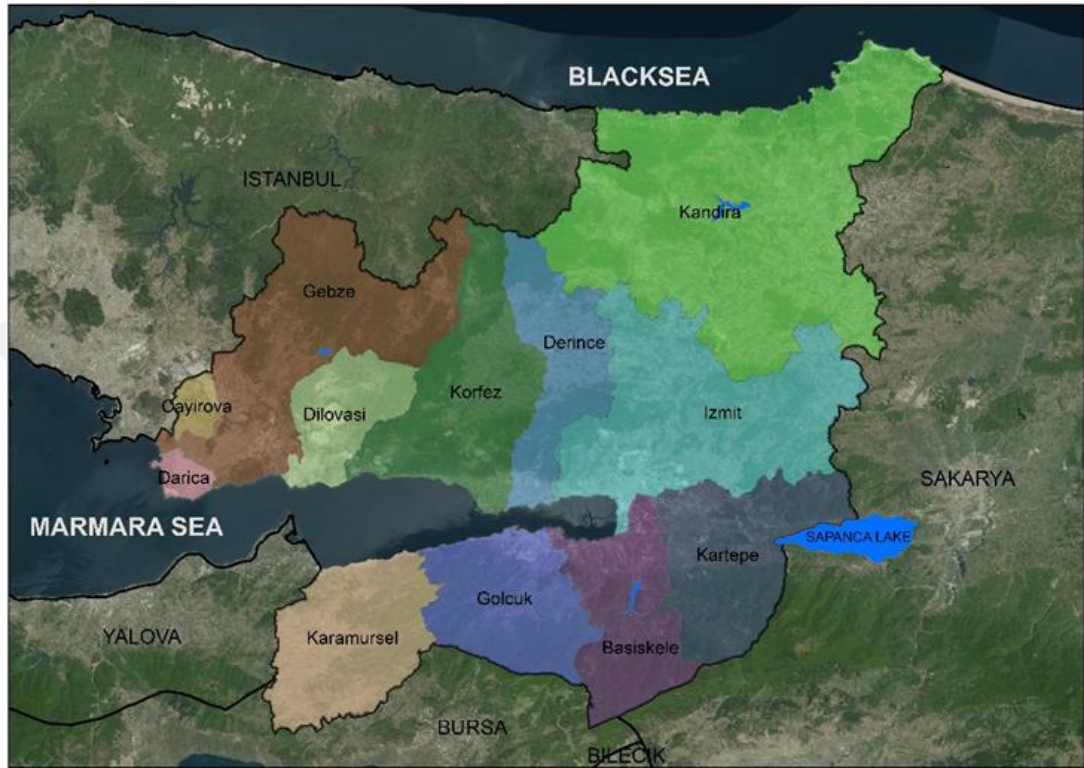 BLACKSEA
ISTANBUL
Kandira
Gebze
Derince
Cayirova
Dilovasi
Korfez
Izmit
Darica
SAKARYA
MARMARA SEA
SAPANCA LAKE
Kartepe
Golcuk
YALOVA
Karamursel
Basiskele
BURSA
BILECIK